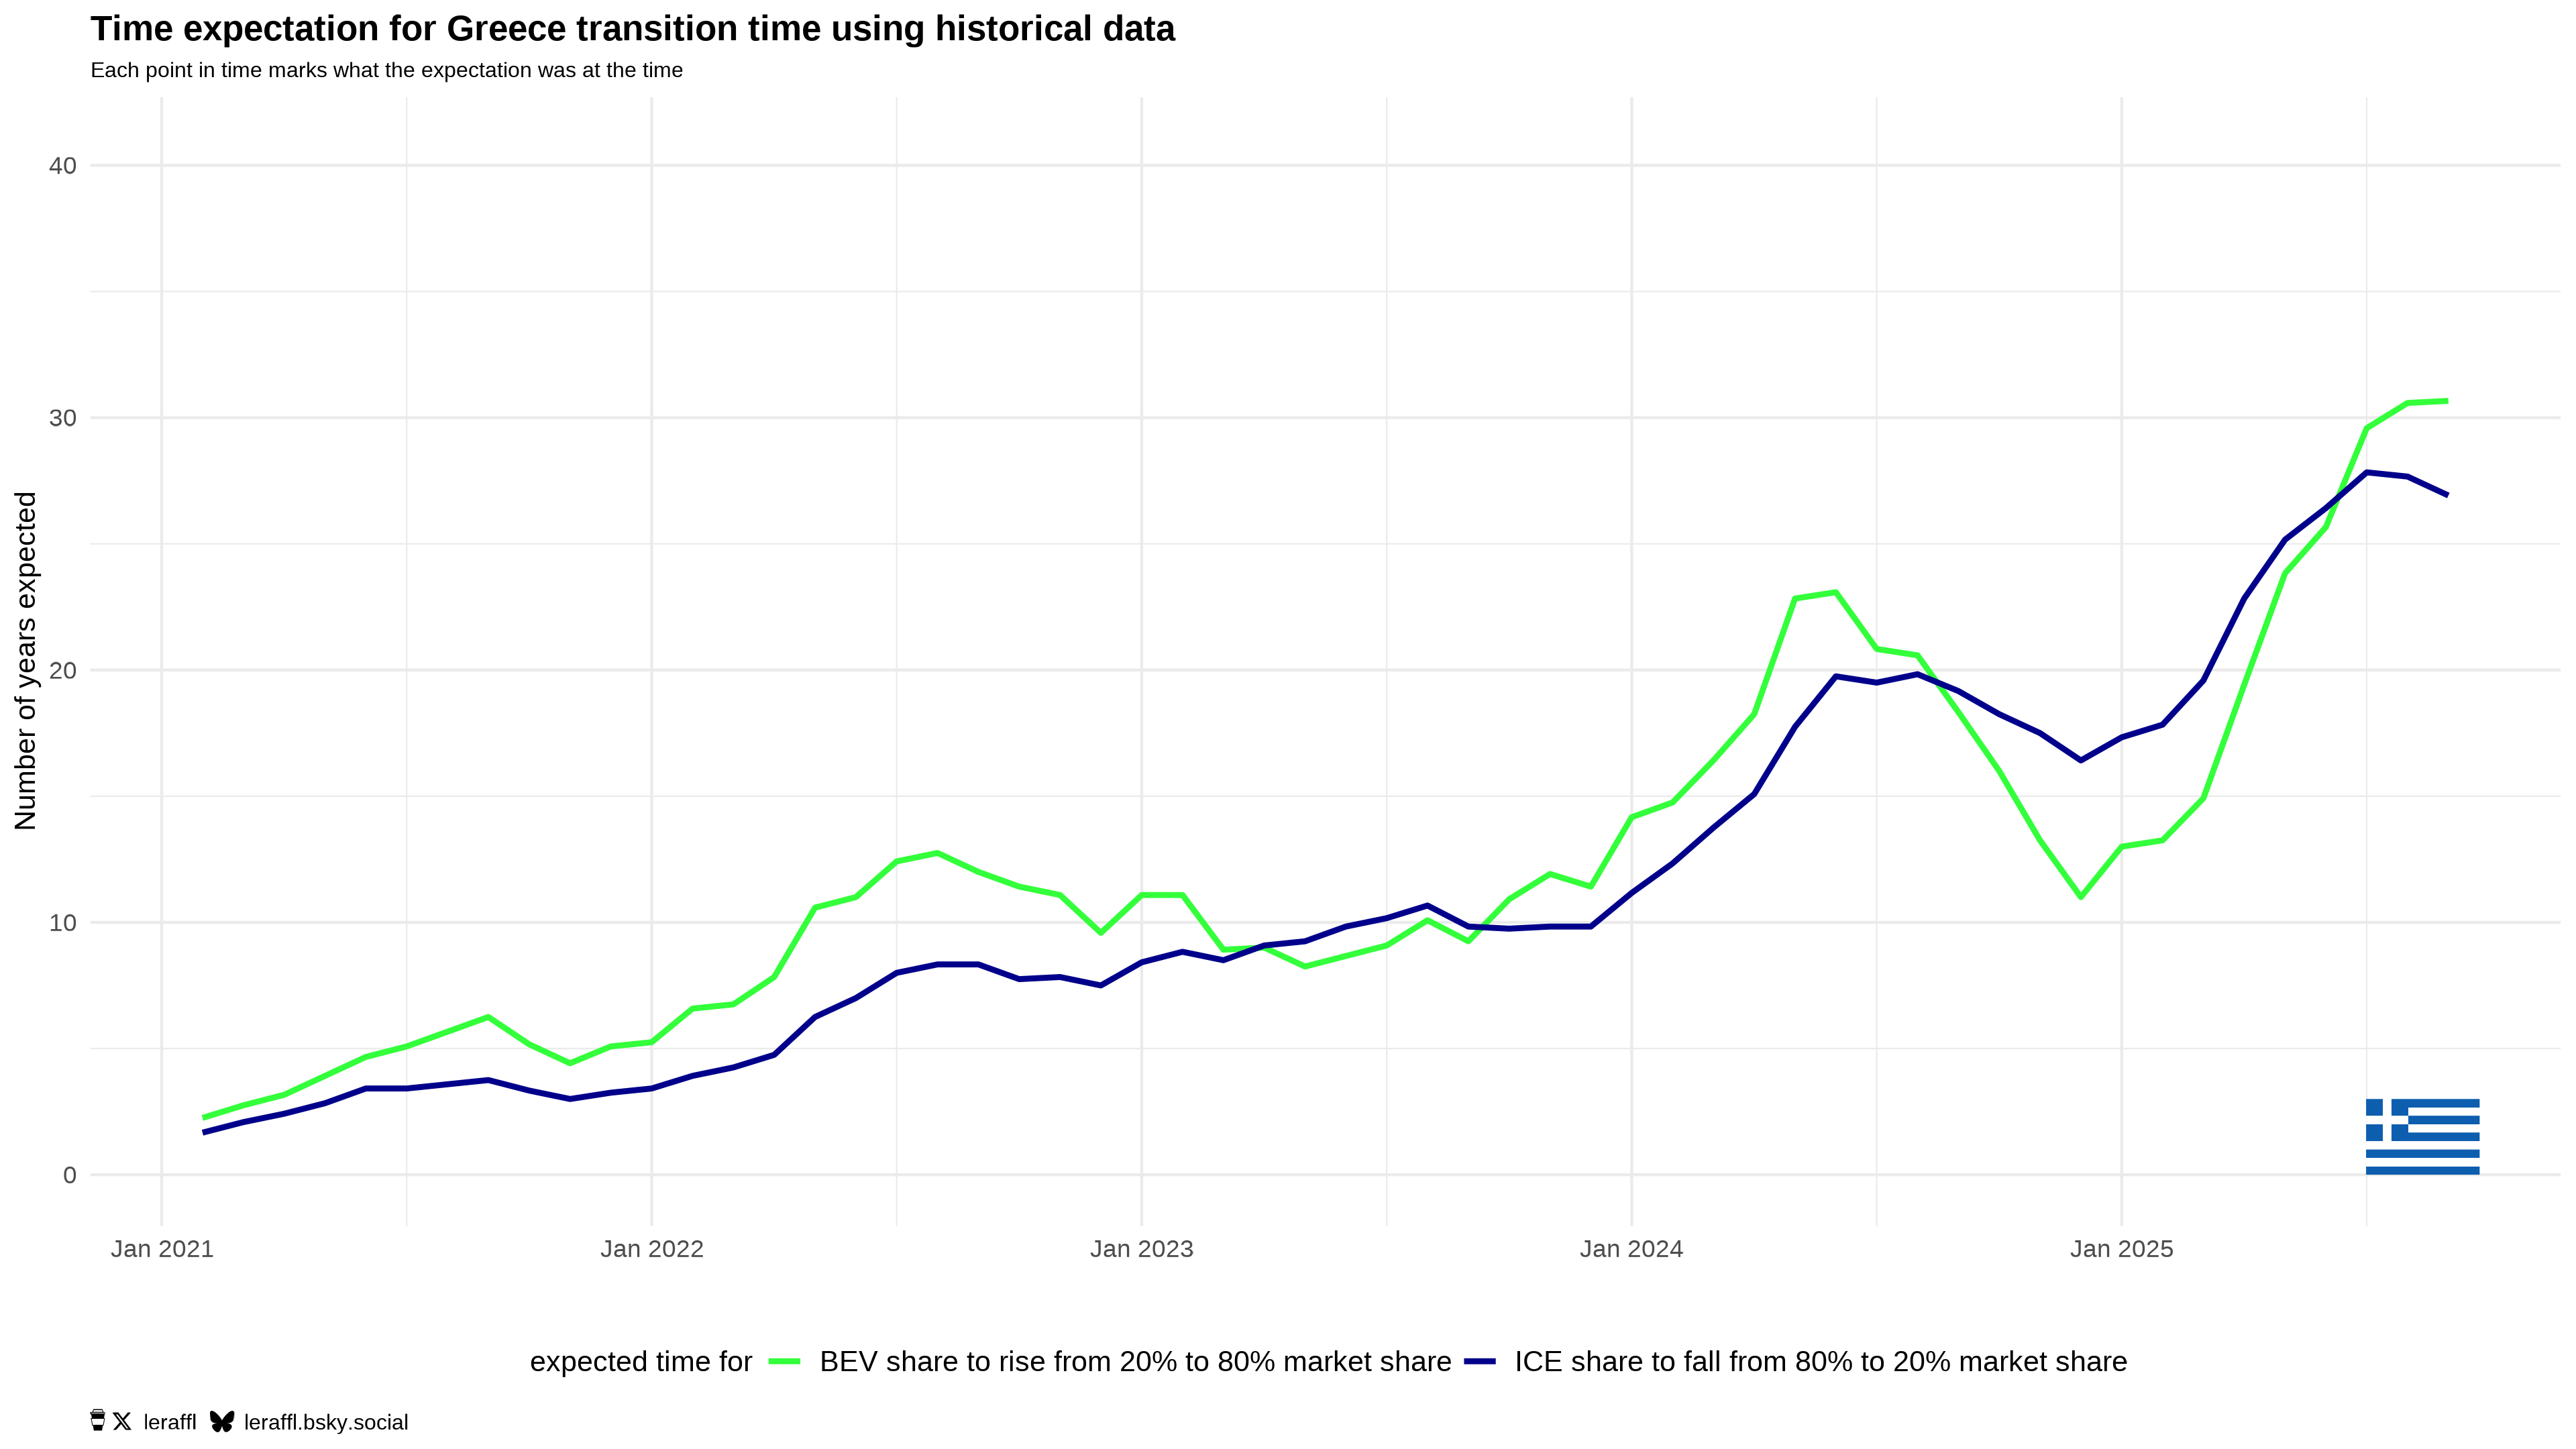 Time expectation for Greece transition time using historical data
Each point in time marks what the expectation was at the time
Number of years expected
40
30
20
10
0
Jan 2021
Jan 2022
Jan 2023
Jan 2024
Jan 2025
expected time for BEV share to rise from 20% to 80% market share ICE share to fall from 80% to 20% market share
leraffl leraffl.bsky.social